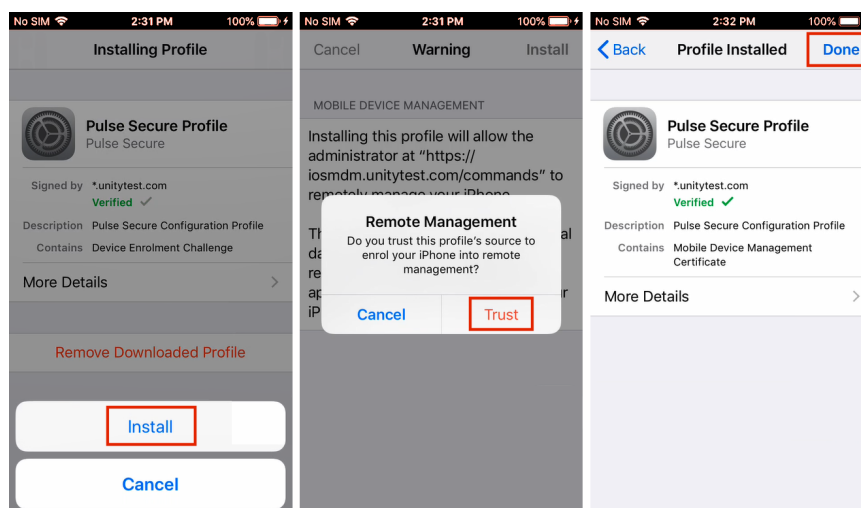 No SIM 2:31 PM 100%
Installing Profile
Pulse Secure Profile
Pulse Secure
Signed by *.unitytest.com
Verified ✓
Description Pulse Secure Configuration Profile
Contains Device Enrolment Challenge
More Details
Remove Downloaded Profile
Install
Cancel
No SIM 2:31 PM 100%
Cancel Warning Install
MOBILE DEVICE MANAGEMENT
Installing this profile will allow the
administrator at “https://
iosmdm.unitytest.com/commands” to
remotely manage your iPhone.
Remote Management
Do you trust this profile’s source to
enrol your iPhone into remote
management?
Cancel Trust
No SIM 2:32 PM 100%
Back Profile Installed Done
Pulse Secure Profile
Pulse Secure
Signed by *.unitytest.com
Verified ✓
Description Pulse Secure Configuration Profile
Contains Mobile Device Management
Certificate
More Details